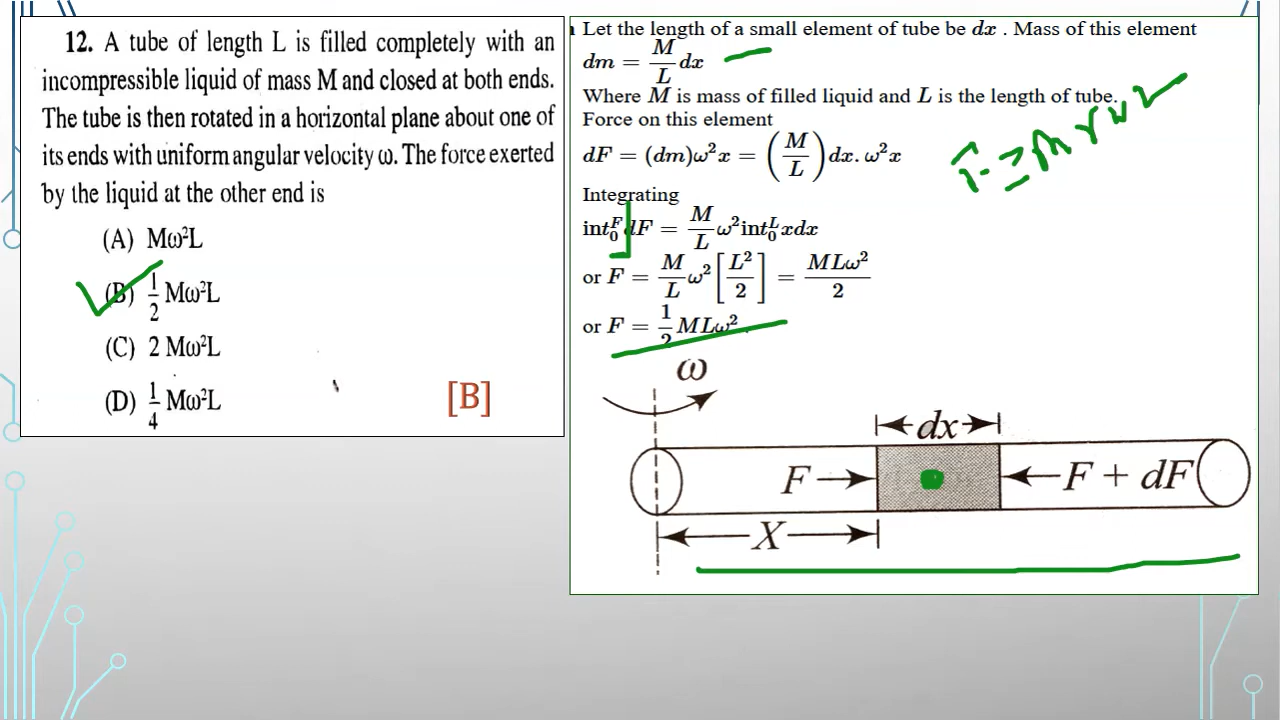 12. A tube of length L is filled completely with an
incompressible liquid of mass M and closed at both ends.
The tube is then rotated in a horizontal plane about one of
its ends with uniform angular velocity ω. The force exerted
by the liquid at the other end is
(A) Mω²L
(B) 1/2 Mω²L
(C) 2 Mω²L
(D) 1/4 Mω²L
[B]
Let the length of a small element of tube be dx . Mass of this element
dm = M/L dx
Where M is mass of filled liquid and L is the length of tube.
Force on this element
dF = (dm)ω²x = (M/L) dx. ω²x
Integrating
int₀^F dF = M/L ω² int₀^L xdx
or F = M/L ω² [L²/2] = MLω²/2
or F = 1/2 MLω² .
F = m r w 2
ω
dx
F
F + dF
X